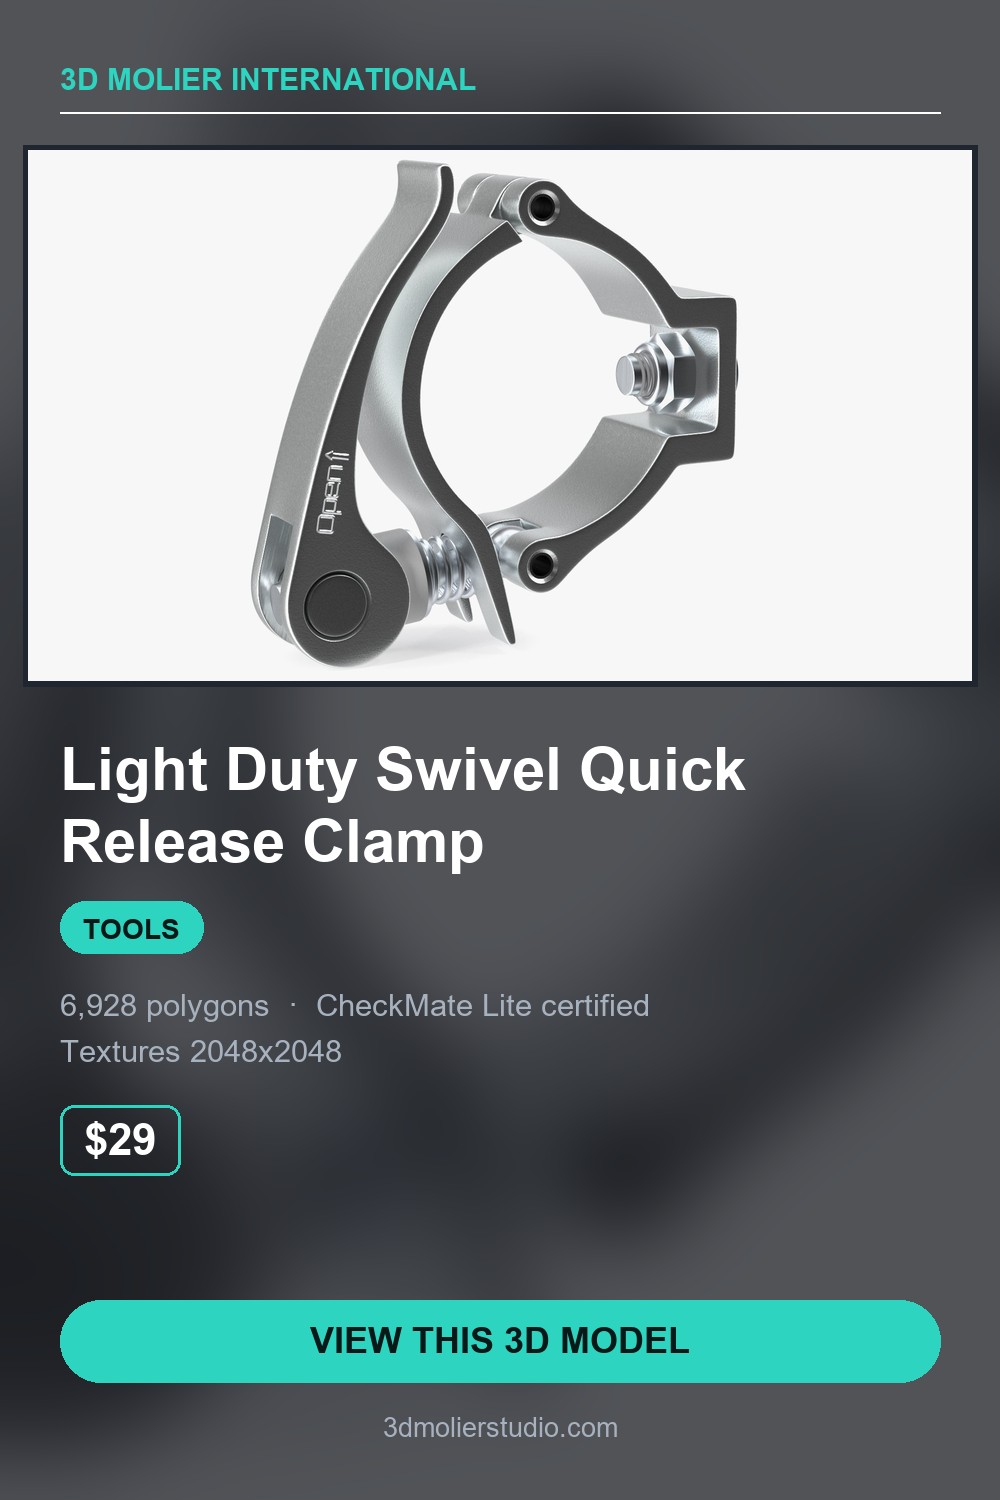 3D MOLIER INTERNATIONAL
open
Light Duty Swivel Quick
Release Clamp
TOOLS
6,928 polygons · CheckMate Lite certified
Textures 2048x2048
$29
VIEW THIS 3D MODEL
3dmolierstudio.com